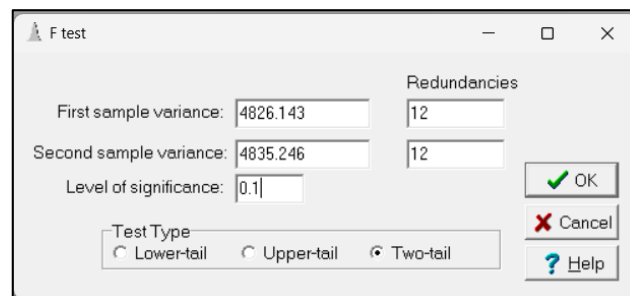 F test
Redundancies
First sample variance: 4826.143 12
Second sample variance: 4835.246 12
Level of significance: 0.1
OK
Cancel
Test Type
Lower-tail Upper-tail Two-tail
Help